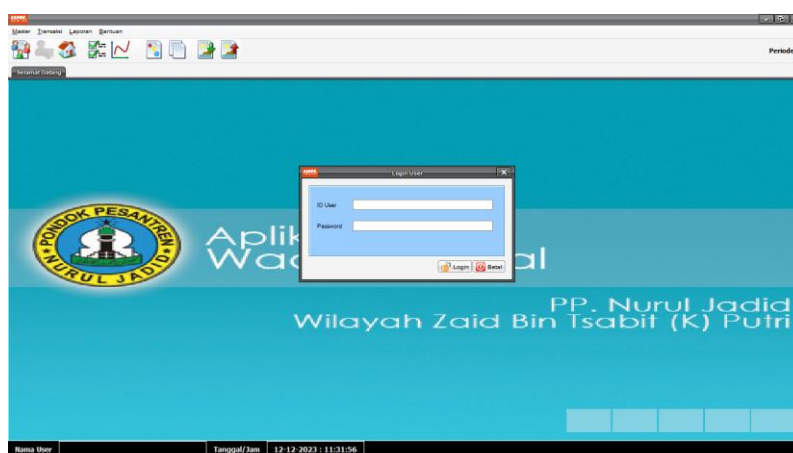 Master Transaksi Laporan Bantuan
Periode
Selamat Datang
Login User
ID User
Password
Login Batal
PONDOK PESANTREN
NURUL JADID
Aplik
Wa al
PP. Nurul Jadid
Wilayah Zaid Bin Tsabit (K) Putri
Nama User Tanggal/Jam 12-12-2023 : 11:31:56